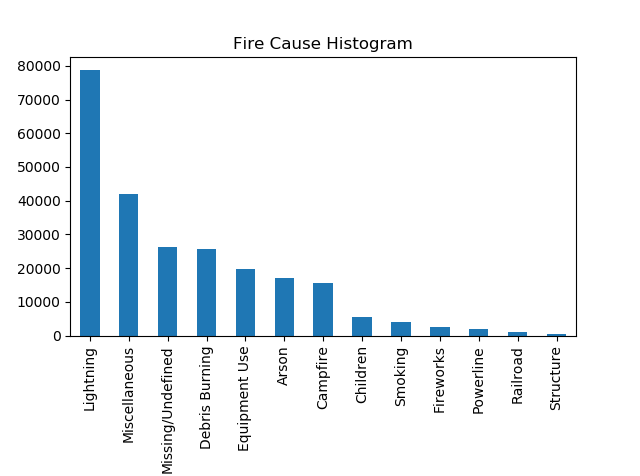 Fire Cause Histogram
80000
70000
60000
50000
40000
30000
20000
10000
0
Lightning
Miscellaneous
Missing/Undefined
Debris Burning
Equipment Use
Arson
Campfire
Children
Smoking
Fireworks
Powerline
Railroad
Structure